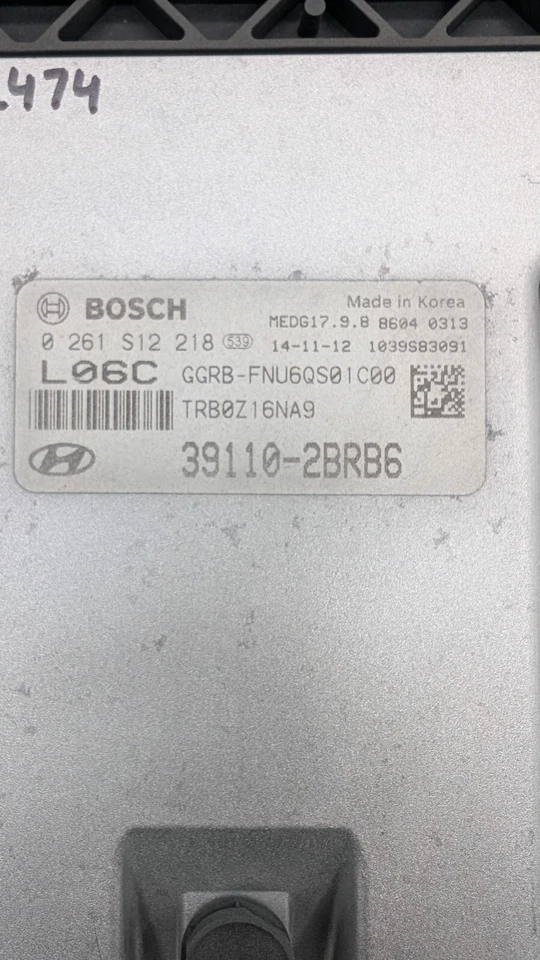 .474
BOSCH
Made in Korea
MEDG17.9.8 8604 0313
0 261 S12 218 539
14-11-12 1039S83091
L06C GGRB-FNU6QS01C00
TRB0Z16NA9
39110-2BRB6